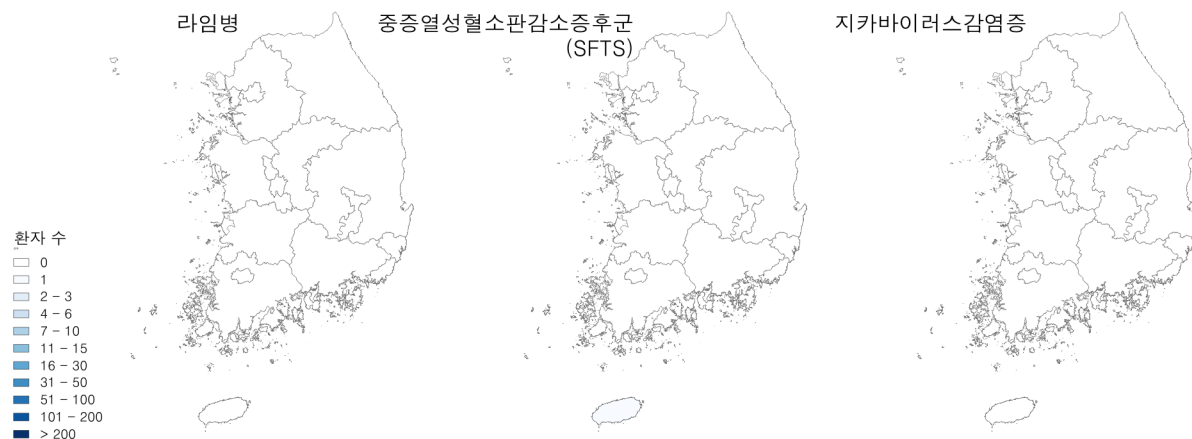 라임병
중증열성혈소판감소증후군
(SFTS)
지카바이러스감염증
환자 수
0
1
2 - 3
4 - 6
7 - 10
11 - 15
16 - 30
31 - 50
51 - 100
101 - 200
> 200